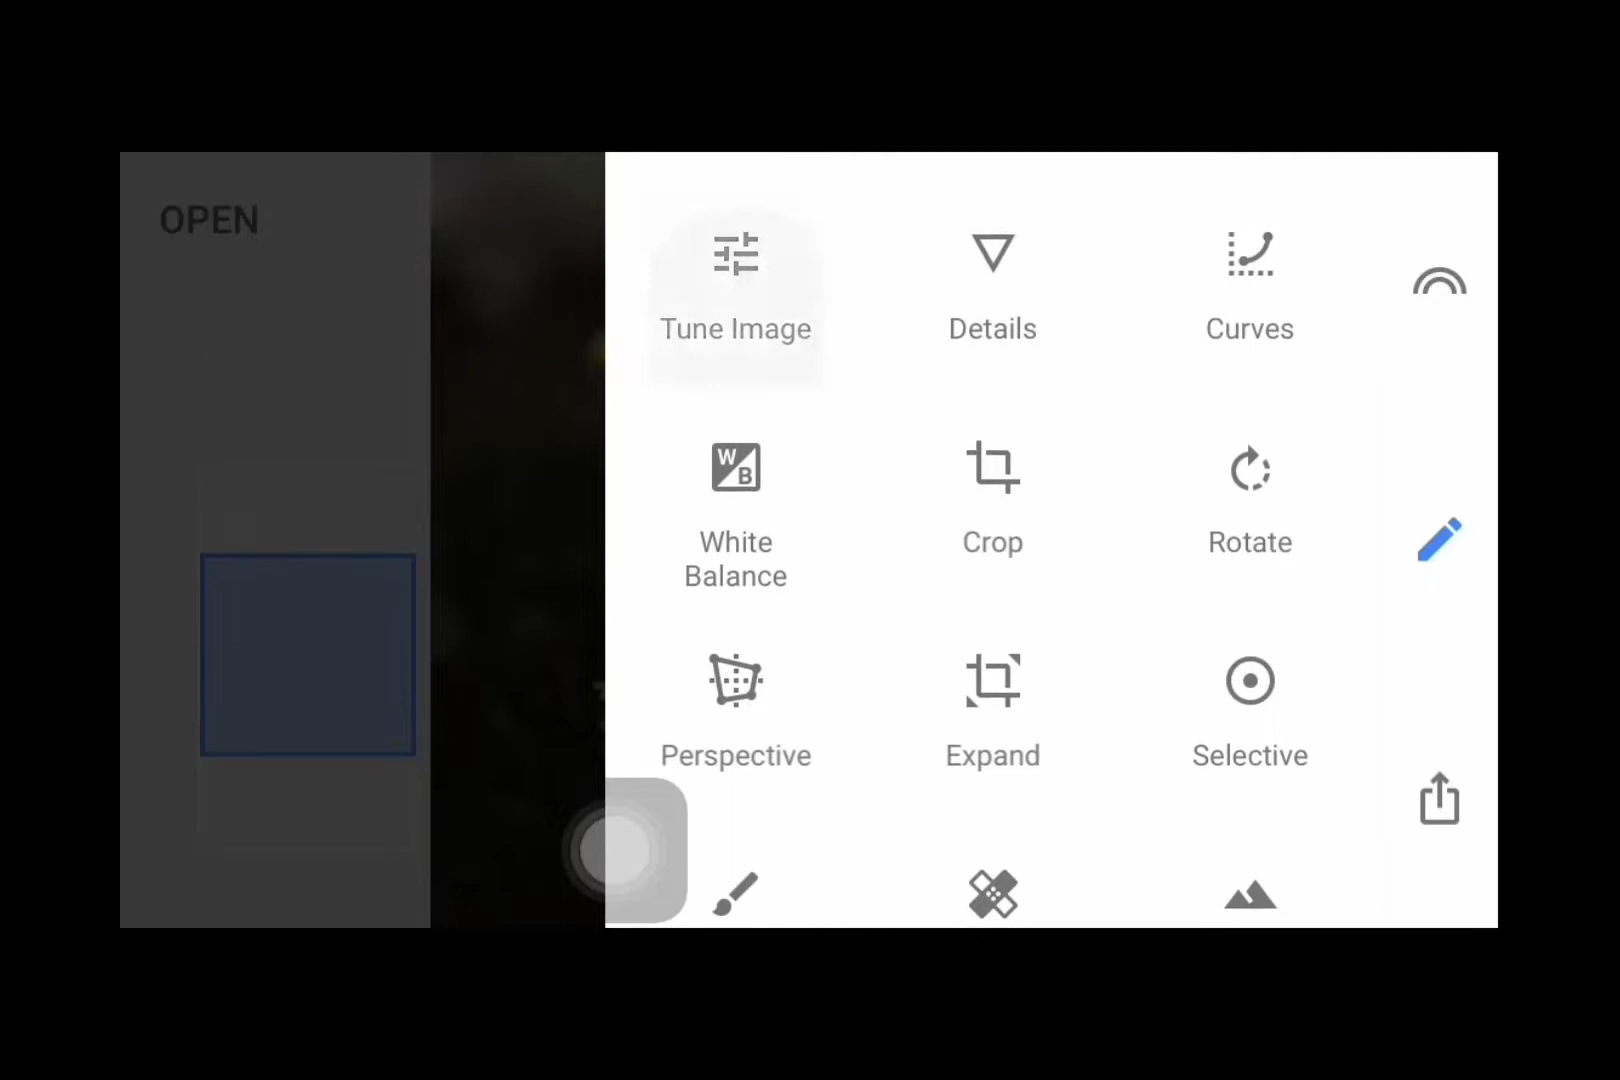 OPEN
Tune Image
Details
Curves
W
B
White
Balance
Crop
Rotate
Perspective
Expand
Selective